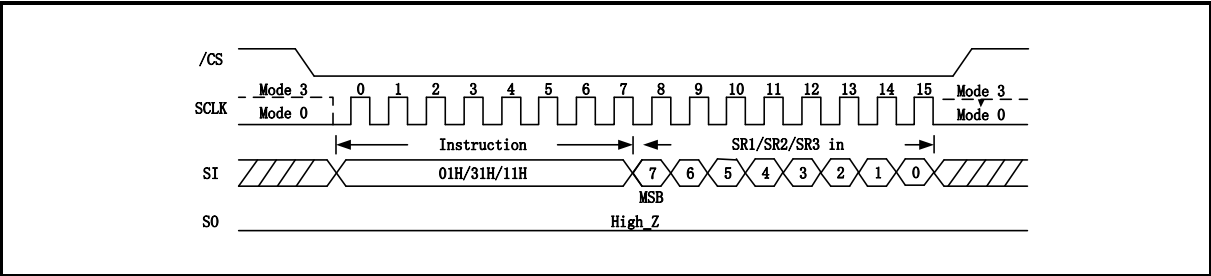 /CS
Mode 3 0 1 2 3 4 5 6 7 8 9 10 11 12 13 14 15 Mode 3
SCLK
Mode 0 Mode 0
Instruction SR1/SR2/SR3 in
SI 01H/31H/11H 7 6 5 4 3 2 1 0
MSB
SO High_Z